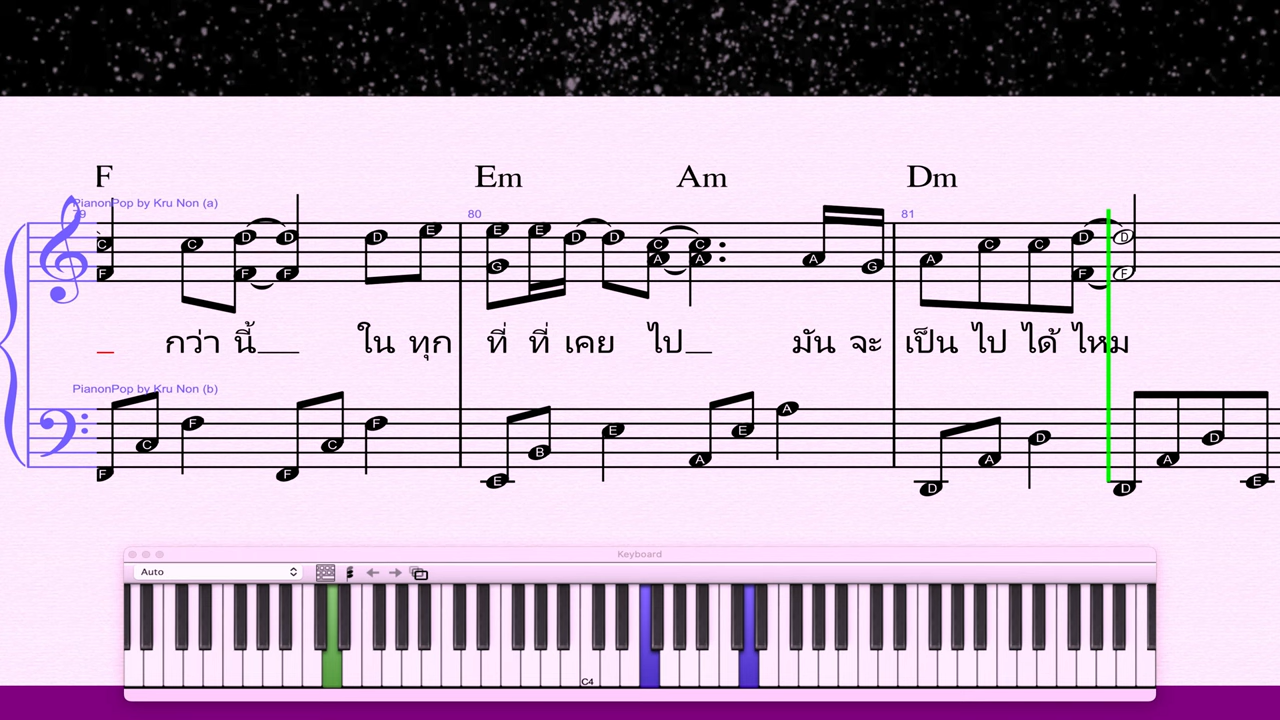 F Em Am Dm
PianonPop by Kru Non (a)
79 80 81
C F C D F D F D E E G E D D C A C A A G A C C D F D F
_ กว่า นี้__ ใน ทุก ที่ ที่ เคย ไป__ มัน จะ เป็น ไป ได้ ไหม
PianonPop by Kru Non (b)
F C F F C F E B E A E A D A D D A D E
Keyboard
Auto
C4